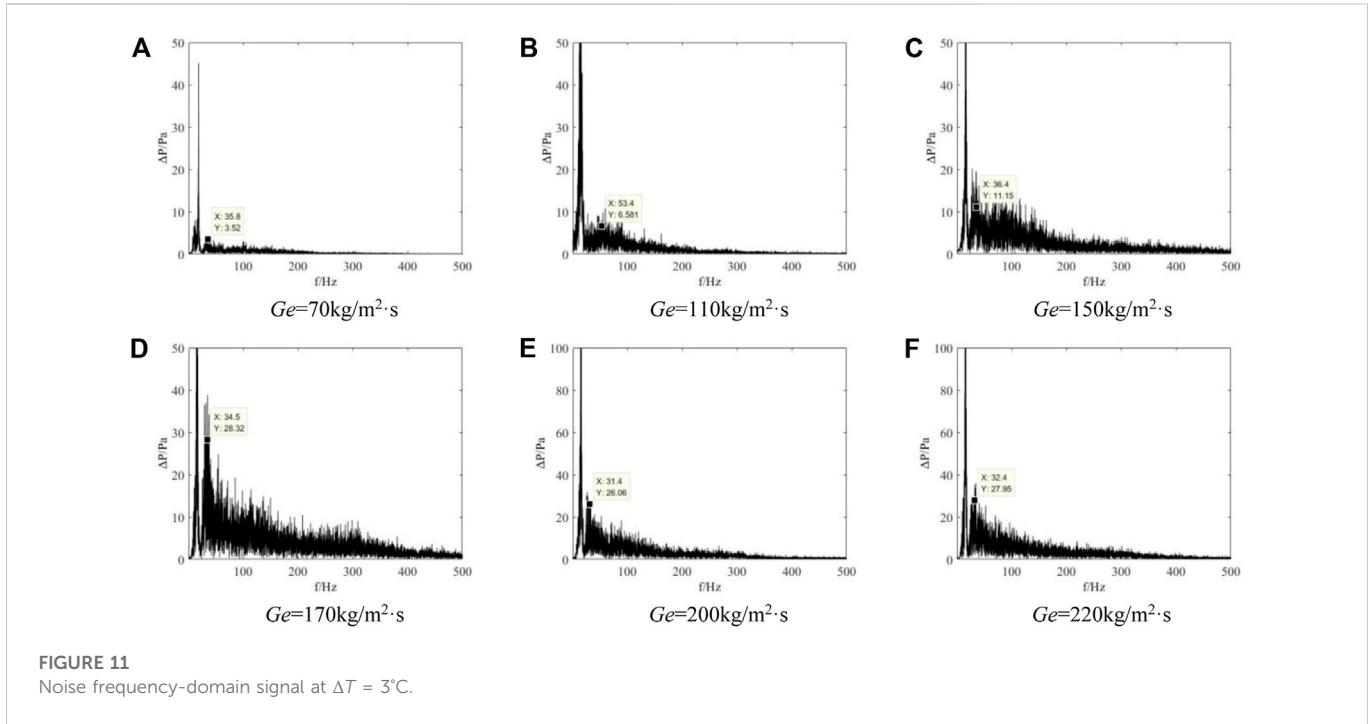 A
50
40
30
20
10
0
ΔP/Pa
X: 35.8
Y: 3.52
100
200
300
400
500
f/Hz
Ge=70kg/m²·s
B
50
40
30
20
10
0
ΔP/Pa
X: 53.4
Y: 6.581
100
200
300
400
500
f/Hz
Ge=110kg/m²·s
C
50
40
30
20
10
0
ΔP/Pa
X: 36.4
Y: 11.15
100
200
300
400
500
f/Hz
Ge=150kg/m²·s
D
50
40
30
20
10
0
ΔP/Pa
X: 34.5
Y: 28.32
100
200
300
400
500
f/Hz
Ge=170kg/m²·s
E
100
80
60
40
20
0
ΔP/Pa
X: 31.4
Y: 26.06
100
200
300
400
500
f/Hz
Ge=200kg/m²·s
F
100
80
60
40
20
0
ΔP/Pa
X: 32.4
Y: 27.95
100
200
300
400
500
f/Hz
Ge=220kg/m²·s
FIGURE 11
Noise frequency-domain signal at ΔT = 3°C.